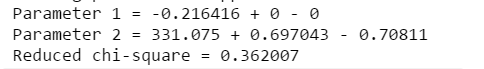 Parameter 1 = -0.216416 + 0 - 0
Parameter 2 = 331.075 + 0.697043 - 0.70811
Reduced chi-square = 0.362007